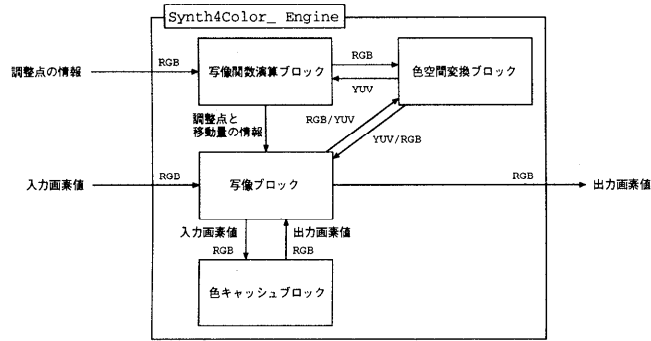 Synth4Color_ Engine
調整点の情報
RGB
写像関数演算ブロック
RGB
YUV
色空間変換ブロック
調整点と
移動量の情報
RGB/YUV
YUV/RGB
入力画素値
RGB
写像ブロック
RGB
出力画素値
入力画素値
出力画素値
RGB
RGB
色キャッシュブロック